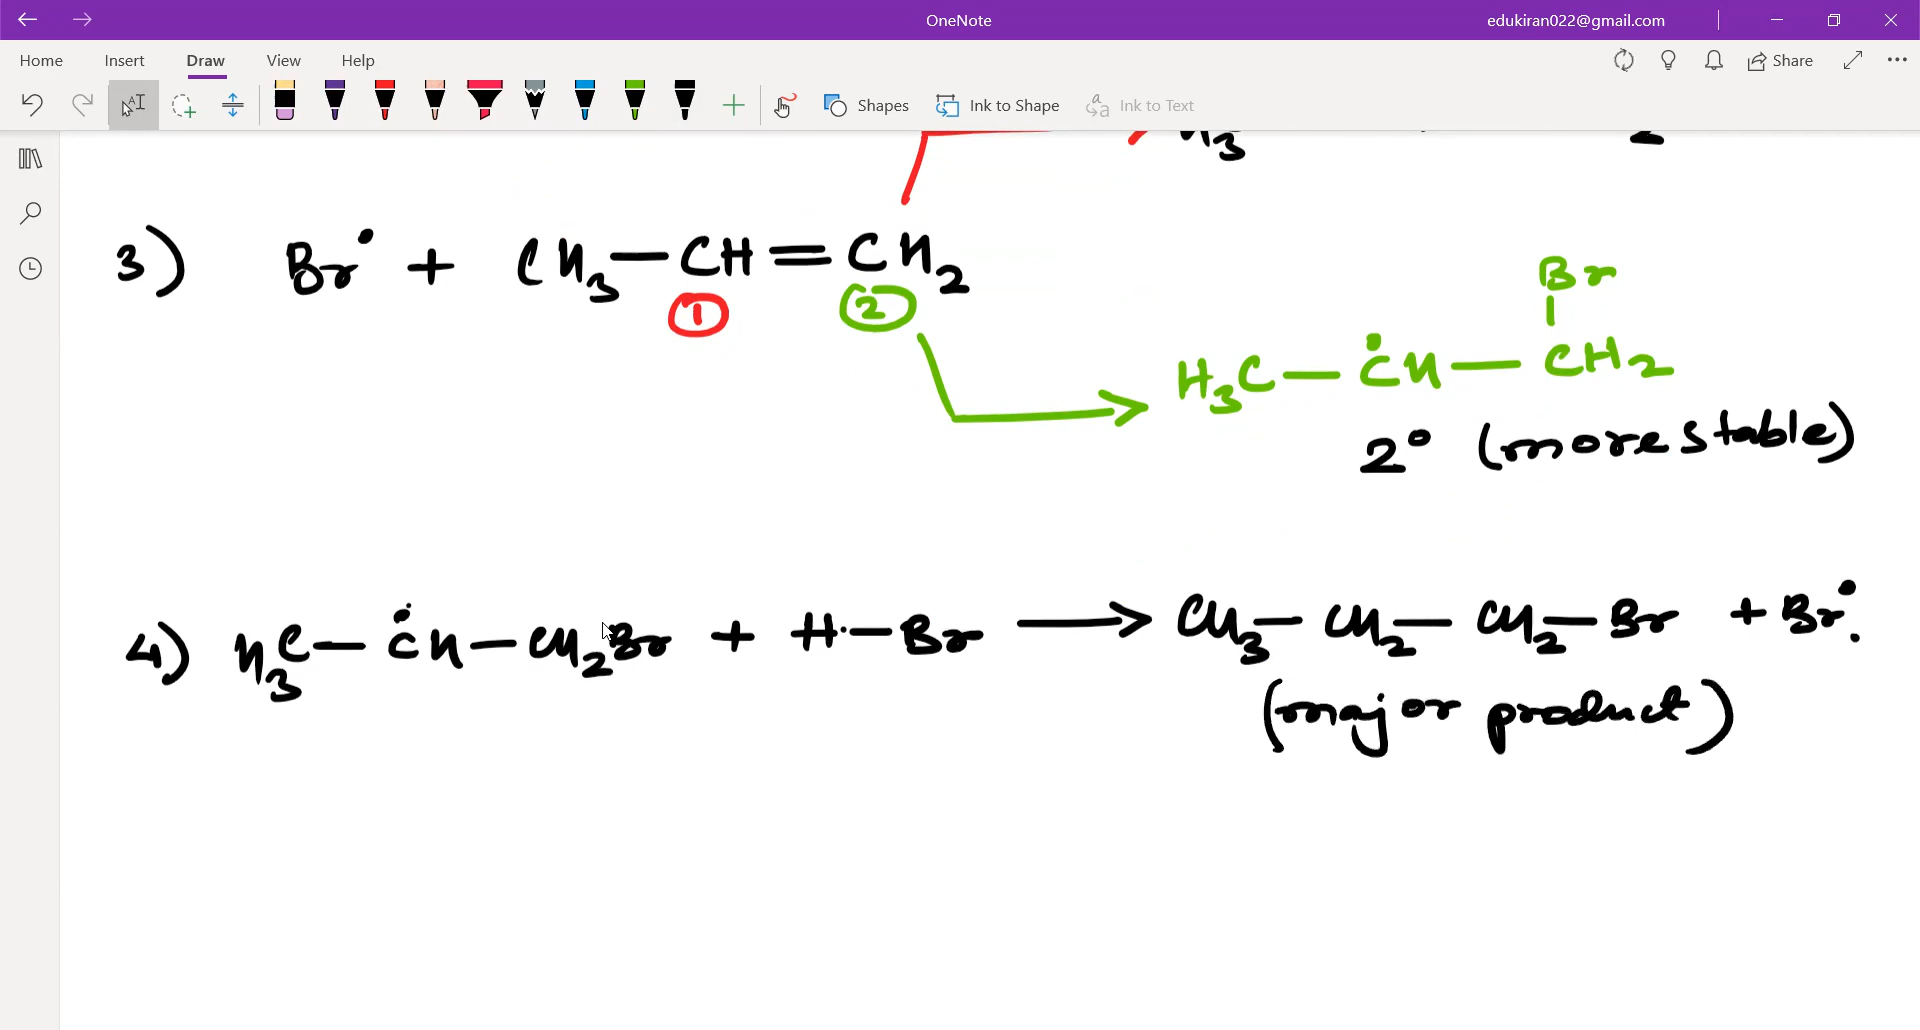 OneNote
edukiran022@gmail.com
Home Insert Draw View Help
Share
Shapes Ink to Shape Ink to Text
H3 2
3) Br• + CH3—CH=CH2
① ②
Br
H3C—ĊH—CH2
2° (more stable)
4) H3C—ĊH—CH2Br + H·—Br ⟶ CH3—CH2—CH2—Br + Br•.
(major product)